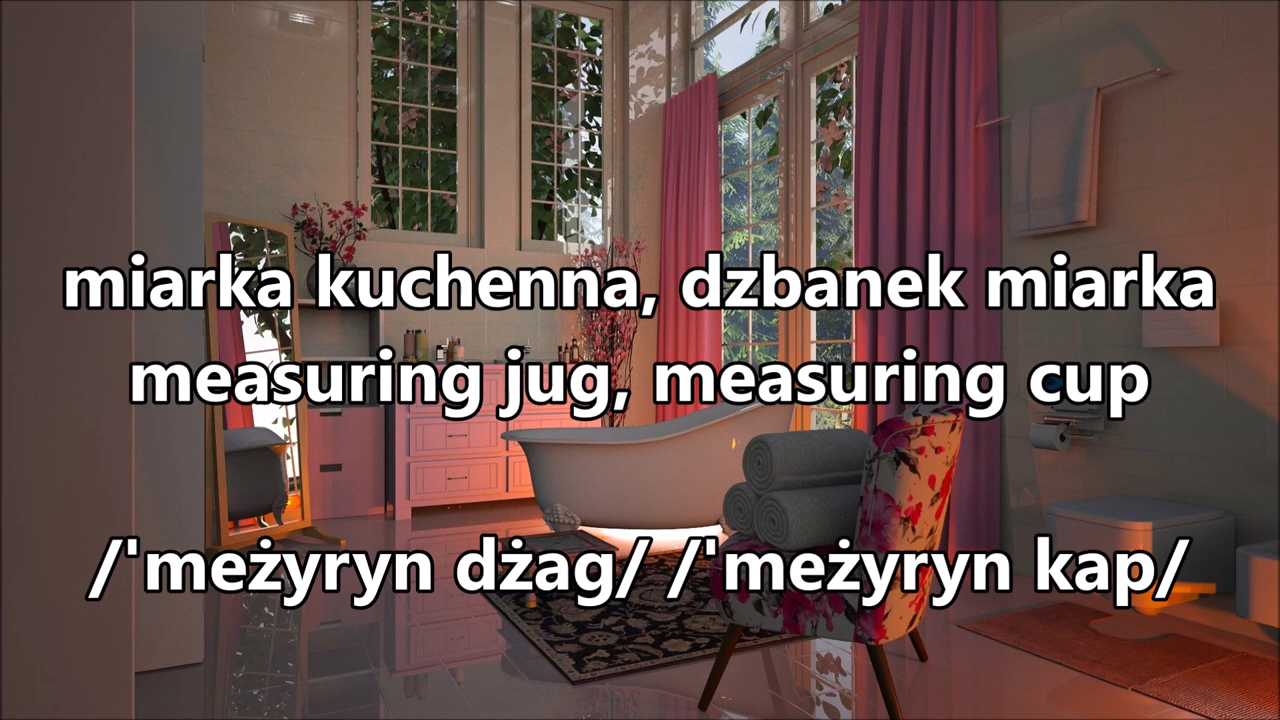 miarka kuchenna, dzbanek miarka
measuring jug, measuring cup
/'meżyryn dżag/ /'meżyryn kap/